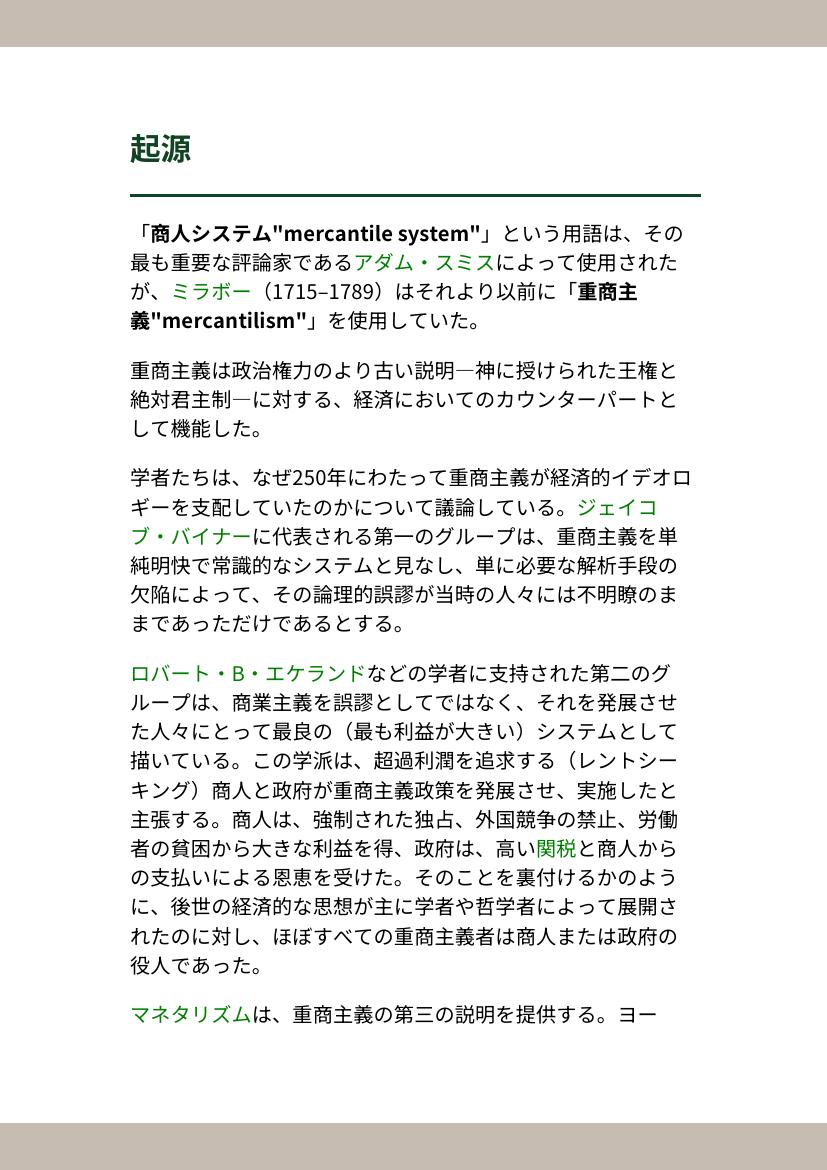 起源
「商人システム"mercantile system"」という用語は、その
最も重要な評論家であるアダム・スミスによって使用された
が、ミラボー（1715–1789）はそれより以前に「重商主
義"mercantilism"」を使用していた。
重商主義は政治権力のより古い説明―神に授けられた王権と
絶対君主制―に対する、経済においてのカウンターパートと
して機能した。
学者たちは、なぜ250年にわたって重商主義が経済的イデオロ
ギーを支配していたのかについて議論している。ジェイコ
ブ・バイナーに代表される第一のグループは、重商主義を単
純明快で常識的なシステムと見なし、単に必要な解析手段の
欠陥によって、その論理的誤謬が当時の人々には不明瞭のま
まであっただけであるとする。
ロバート・B・エケランドなどの学者に支持された第二のグ
ループは、商業主義を誤謬としてではなく、それを発展させ
た人々にとって最良の（最も利益が大きい）システムとして
描いている。この学派は、超過利潤を追求する（レントシー
キング）商人と政府が重商主義政策を発展させ、実施したと
主張する。商人は、強制された独占、外国競争の禁止、労働
者の貧困から大きな利益を得、政府は、高い関税と商人から
の支払いによる恩恵を受けた。そのことを裏付けるかのよう
に、後世の経済的な思想が主に学者や哲学者によって展開さ
れたのに対し、ほぼすべての重商主義者は商人または政府の
役人であった。
マネタリズムは、重商主義の第三の説明を提供する。ヨー